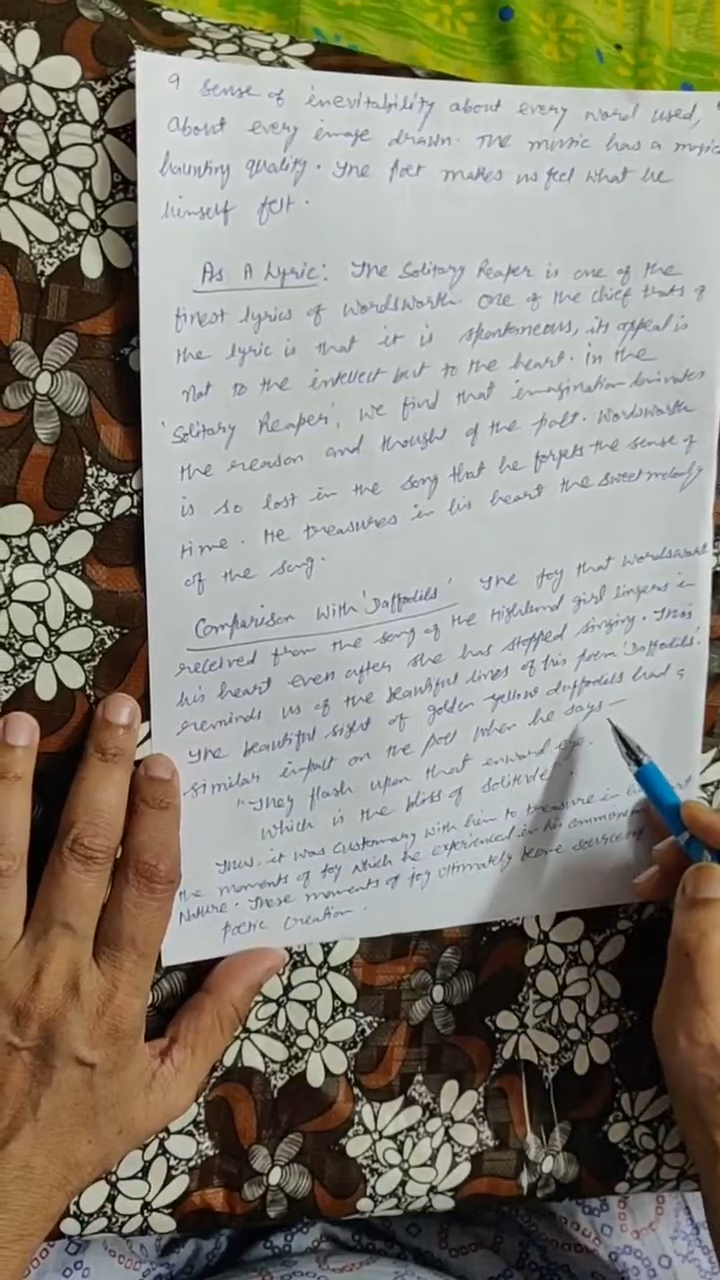 a sense of inevitability about every word used,
about every image drawn. The music has a magic
haunting quality. The poet makes us feel what he
himself felt.
As A Lyric: The Solitary Reaper is one of the
finest lyrics of Wordsworth. One of the chief traits of
the lyric is that it is spontaneous, its appeal is
not to the intellect but to the heart. In the
'Solitary Reaper', we find that imagination dominates
the reason and thought of the poet. Wordsworth
is so lost in the song that he forgets the sense of
time. He treasures in his heart the sweet melody
of the song.
Comparison with 'Daffodils' The joy that Wordswort
received from the song of the Highland girl lingers in
his heart even after she has stopped singing. This
reminds us of the beautiful lines of his poem 'Daffodils.
The beautiful sight of golden yellow daffodils had a
similar impact on the poet when he says—
"They flash upon that inward eye.
Which is the bliss of solitude".
Thus, it was customary with him to treasure in
the moments of joy which he experienced in his
Nature. These moments of joy ultimately
poetic creation.